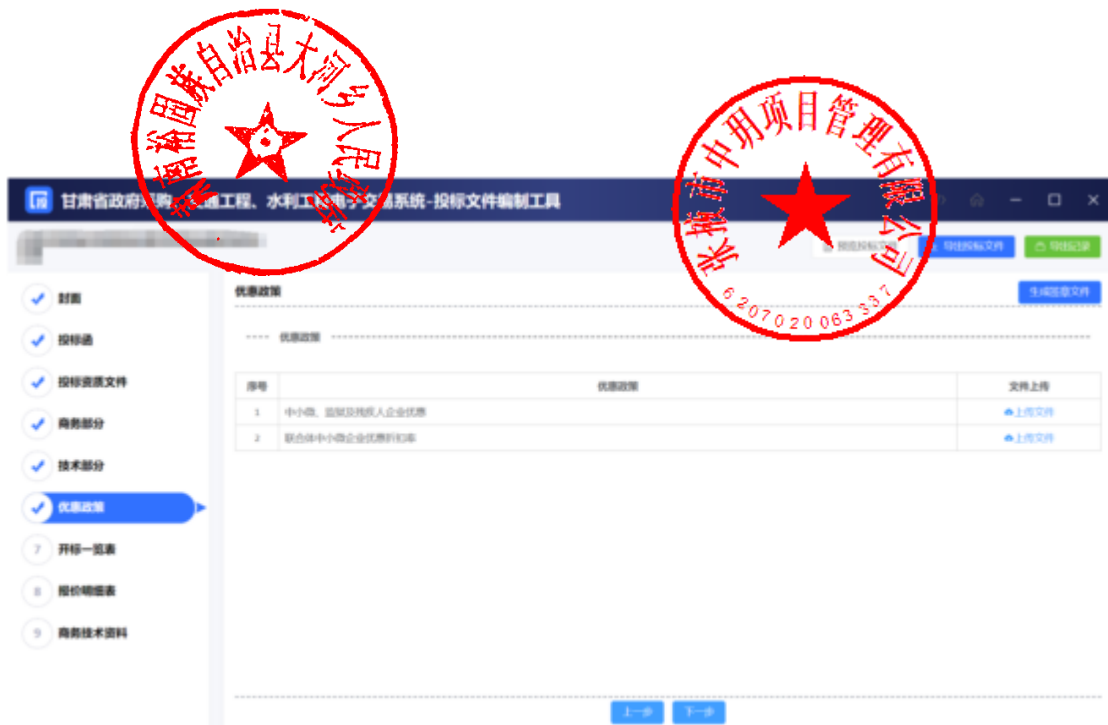 肃南裕固族自治县大河乡人民政府
张掖市中玥项目管理有限公司
6207020063337
甘肃省政府采购、交通工程、水利工程电子交易系统-投标文件编制工具
预览投标文件
导出投标文件
导出记录
封面
投标函
投标资质文件
商务部分
技术部分
优惠政策
7 开标一览表
8 报价明细表
9 商务技术资料
优惠政策
生成签章文件
优惠政策
序号 优惠政策 文件上传
1 中小微、监狱及残疾人企业优惠 上传文件
2 联合体中小微企业优惠折扣率 上传文件
上一步 下一步